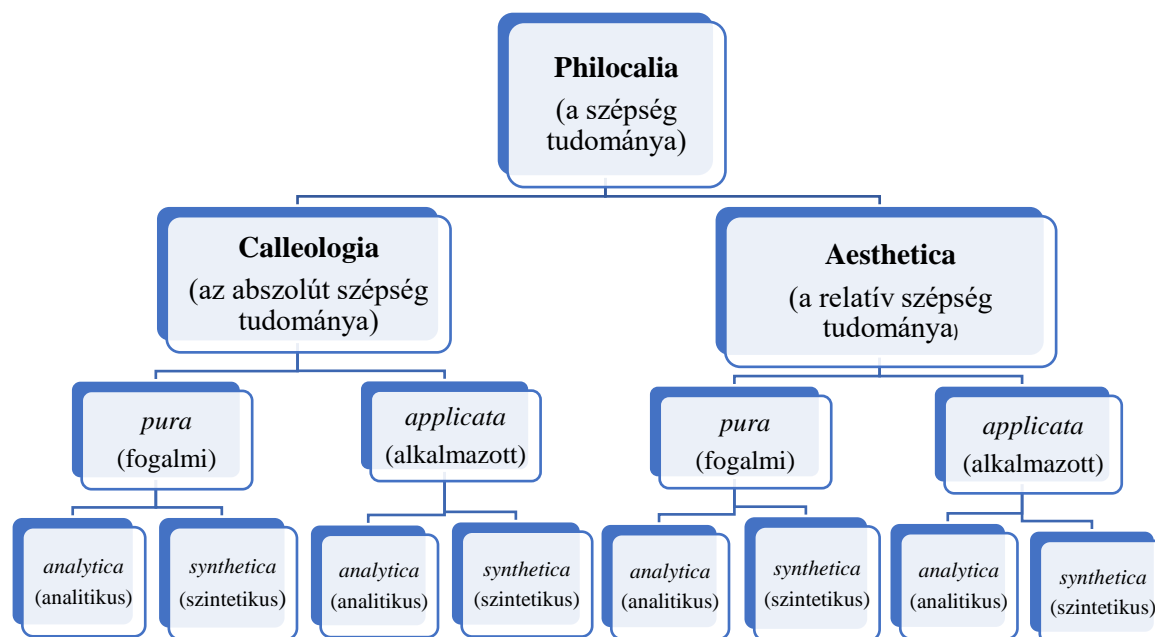 Philocalia
(a szépség
tudománya)
Calleologia
(az abszolút szépség
tudománya)
Aesthetica
(a relatív szépség
tudománya)
pura
(fogalmi)
applicata
(alkalmazott)
pura
(fogalmi)
applicata
(alkalmazott)
analytica
(analitikus)
synthetica
(szintetikus)
analytica
(analitikus)
synthetica
(szintetikus)
analytica
(analitikus)
synthetica
(szintetikus)
analytica
(analitikus)
synthetica
(szintetikus)